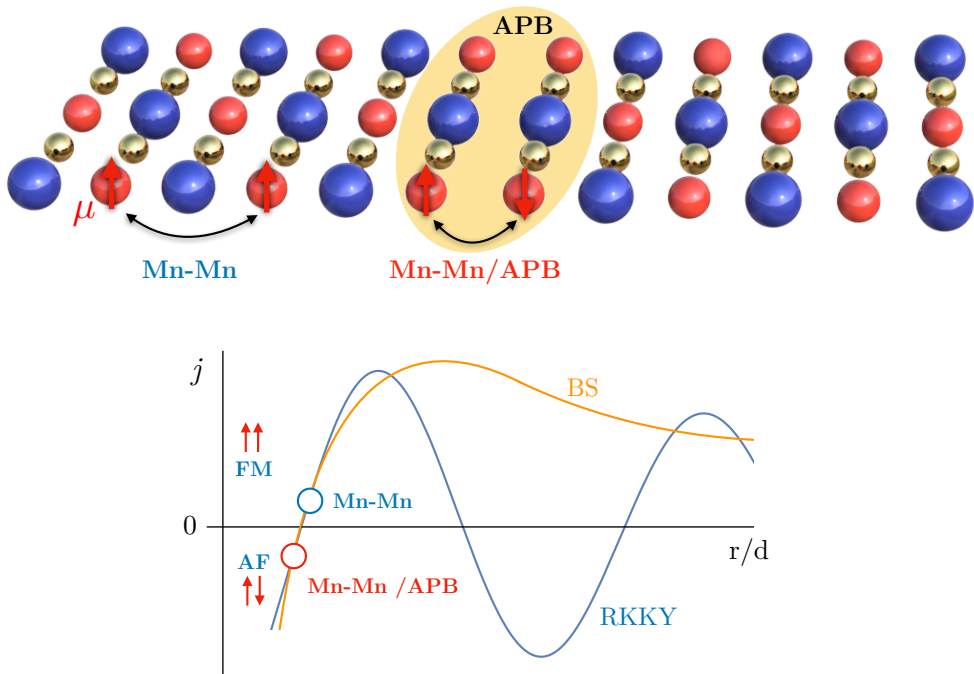 APB
μ
Mn-Mn
Mn-Mn/APB
j
BS
FM
Mn-Mn
0
r/d
AF
Mn-Mn /APB
RKKY